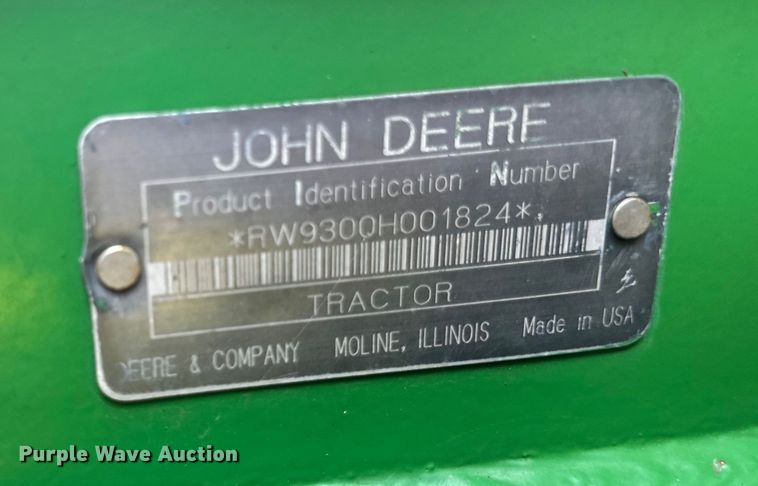 JOHN DEERE
Product Identification Number
*RW9300H001824*
TRACTOR
DEERE & COMPANY MOLINE, ILLINOIS Made in USA
Purple Wave Auction